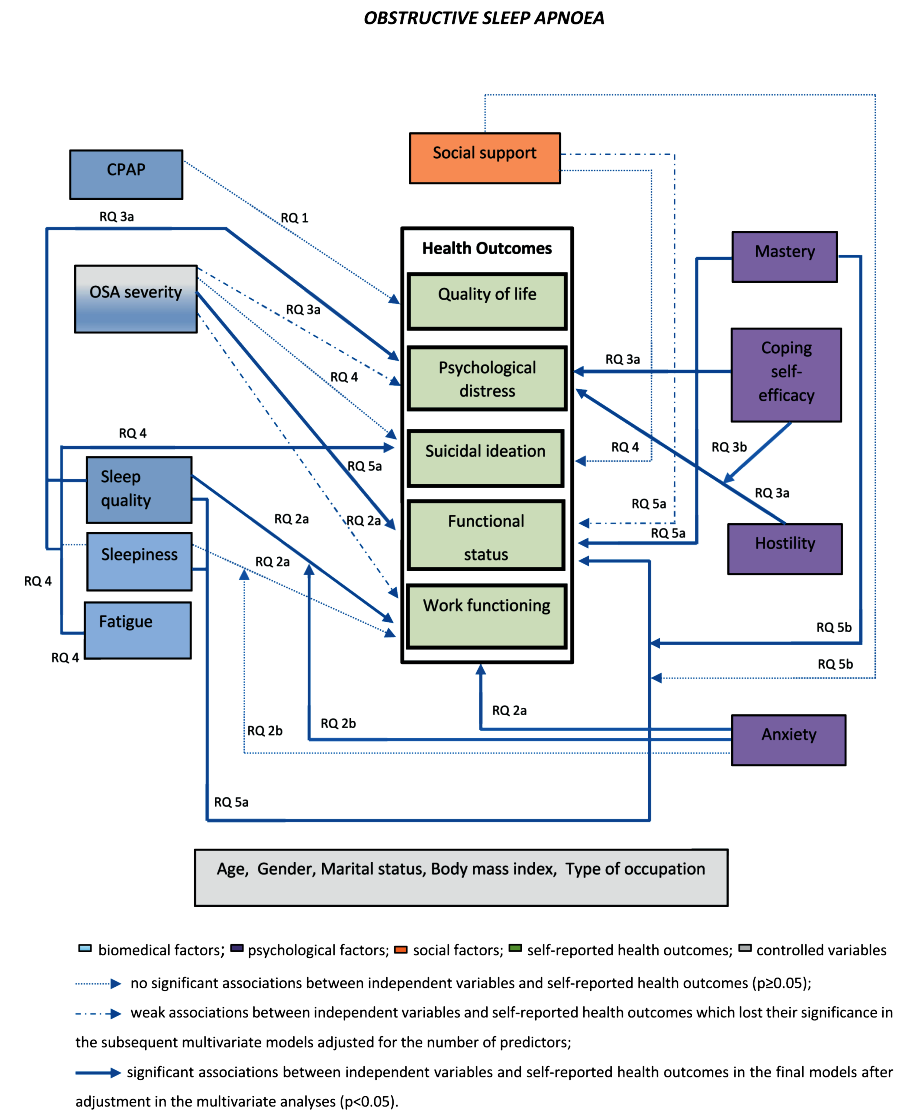 OBSTRUCTIVE SLEEP APNOEA
Social support
CPAP
RQ 3a
RQ 1
Health Outcomes
Mastery
OSA severity
Quality of life
RQ 3a
Psychological
distress
RQ 3a
Coping
self-
efficacy
RQ 4
RQ 4
Suicidal ideation
RQ 4
RQ 3b
RQ 5a
Sleep
quality
RQ 3a
RQ 2a
RQ 2a
Functional
status
RQ 5a
RQ 5a
Hostility
Sleepiness
RQ 2a
RQ 4
Work functioning
Fatigue
RQ 5b
RQ 4
RQ 5b
RQ 2a
RQ 2b
RQ 2b
Anxiety
RQ 5a
Age, Gender, Marital status, Body mass index, Type of occupation
biomedical factors; psychological factors; social factors; self-reported health outcomes; controlled variables
no significant associations between independent variables and self-reported health outcomes (p≥0.05);
weak associations between independent variables and self-reported health outcomes which lost their significance in
the subsequent multivariate models adjusted for the number of predictors;
significant associations between independent variables and self-reported health outcomes in the final models after
adjustment in the multivariate analyses (p<0.05).